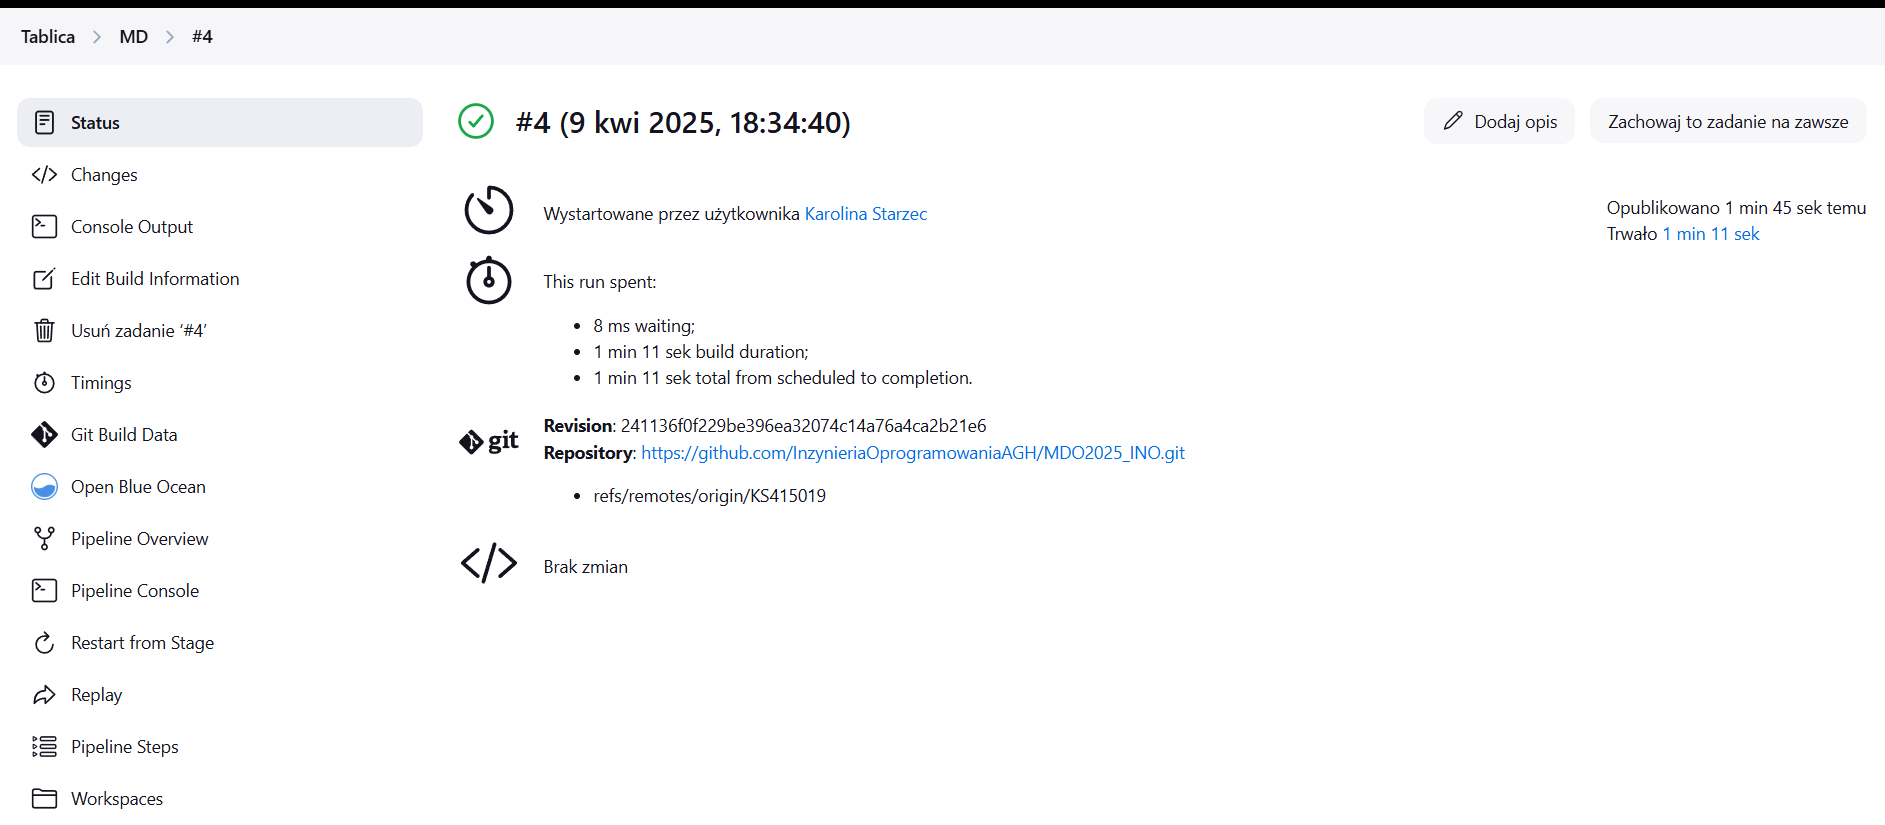 Tablica > MD > #4
Status
Changes
Console Output
Edit Build Information
Usuń zadanie ‘#4’
Timings
Git Build Data
Open Blue Ocean
Pipeline Overview
Pipeline Console
Restart from Stage
Replay
Pipeline Steps
Workspaces
#4 (9 kwi 2025, 18:34:40)
Dodaj opis
Zachowaj to zadanie na zawsze
Wystartowane przez użytkownika Karolina Starzec
Opublikowano 1 min 45 sek temu
Trwało 1 min 11 sek
This run spent:
• 8 ms waiting;
• 1 min 11 sek build duration;
• 1 min 11 sek total from scheduled to completion.
git
Revision: 241136f0f229be396ea32074c14a76a4ca2b21e6
Repository: https://github.com/InzynieriaOprogramowaniaAGH/MDO2025_INO.git
• refs/remotes/origin/KS415019
Brak zmian